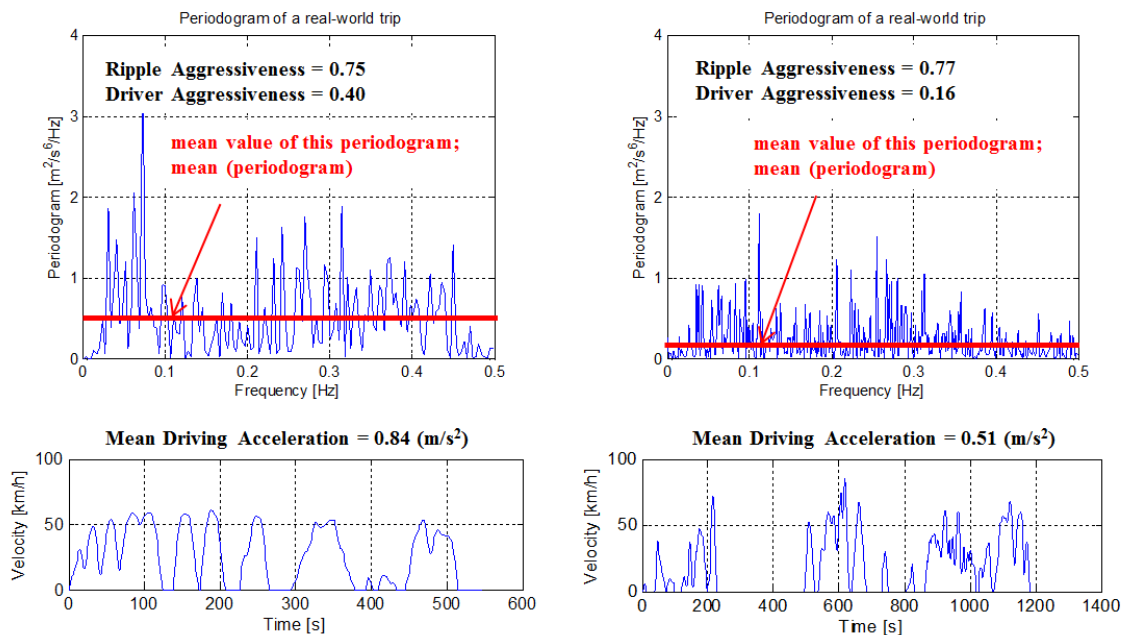 Periodogram of a real-world trip
4
Ripple Aggressiveness = 0.75
Driver Aggressiveness = 0.40
3
mean value of this periodogram;
mean (periodogram)
2
1
0
Periodogram [m²/s⁶/Hz]
0 0.1 0.2 0.3 0.4 0.5
Frequency [Hz]
Periodogram of a real-world trip
4
Ripple Aggressiveness = 0.77
Driver Aggressiveness = 0.16
3
mean value of this periodogram;
mean (periodogram)
2
1
0
Periodogram [m²/s⁶/Hz]
0 0.1 0.2 0.3 0.4 0.5
Frequency [Hz]
Mean Driving Acceleration = 0.84 (m/s²)
100
50
0
Velocity [km/h]
0 100 200 300 400 500 600
Time [s]
Mean Driving Acceleration = 0.51 (m/s²)
100
50
0
Velocity [km/h]
0 200 400 600 800 1000 1200 1400
Time [s]